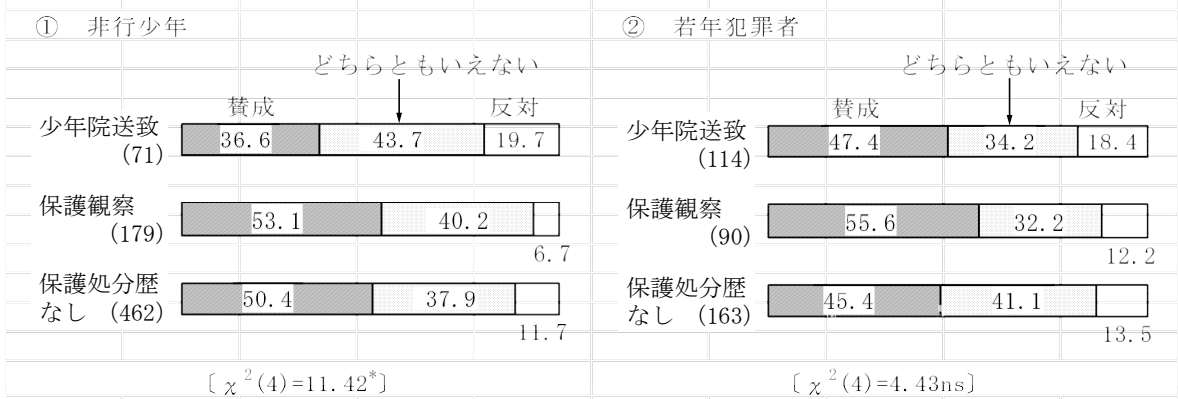 ① 非行少年
どちらともいえない
賛成 反対
少年院送致
(71)
36.6 43.7 19.7
保護観察
(179)
53.1 40.2
6.7
保護処分歴
なし (462)
50.4 37.9
11.7
〔χ²(4)=11.42*〕
② 若年犯罪者
どちらともいえない
賛成 反対
少年院送致
(114)
47.4 34.2 18.4
保護観察
(90)
55.6 32.2
12.2
保護処分歴
なし (163)
45.4 41.1
13.5
〔χ²(4)=4.43ns〕